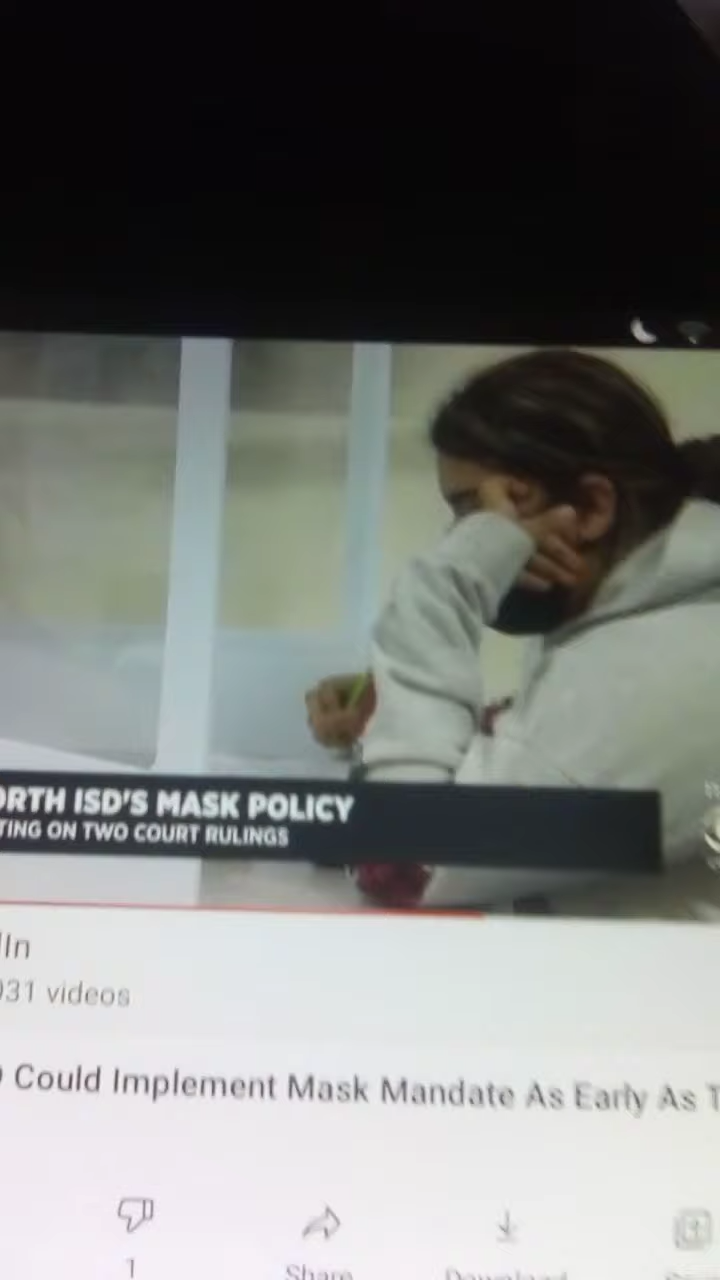 ORTH ISD'S MASK POLICY
TING ON TWO COURT RULINGS
In
031 videos
Could Implement Mask Mandate As Early As T
1
Share
Download